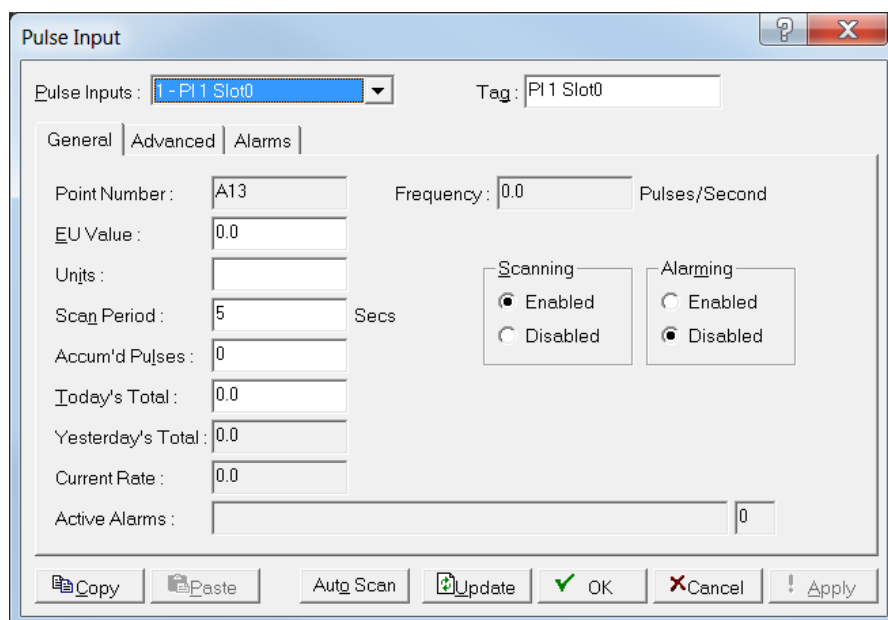 Pulse Input
Pulse Inputs : 1 - PI 1 Slot0 Tag : PI 1 Slot0
General Advanced Alarms
Point Number : A13 Frequency : 0.0 Pulses/Second
EU Value : 0.0
Units : Scanning Alarming
Scan Period : 5 Secs Enabled Enabled
Accum'd Pulses : 0 Disabled Disabled
Today's Total : 0.0
Yesterday's Total : 0.0
Current Rate : 0.0
Active Alarms : 0
Copy Paste Auto Scan Update OK Cancel Apply